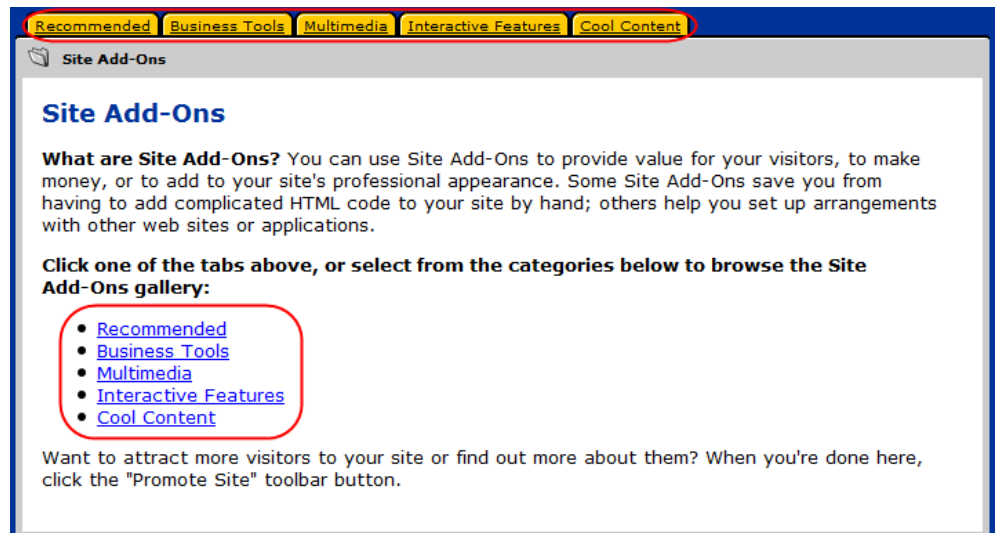 Recommended Business Tools Multimedia Interactive Features Cool Content
Site Add-Ons
Site Add-Ons
What are Site Add-Ons? You can use Site Add-Ons to provide value for your visitors, to make
money, or to add to your site's professional appearance. Some Site Add-Ons save you from
having to add complicated HTML code to your site by hand; others help you set up arrangements
with other web sites or applications.
Click one of the tabs above, or select from the categories below to browse the Site
Add-Ons gallery:
• Recommended
• Business Tools
• Multimedia
• Interactive Features
• Cool Content
Want to attract more visitors to your site or find out more about them? When you're done here,
click the "Promote Site" toolbar button.